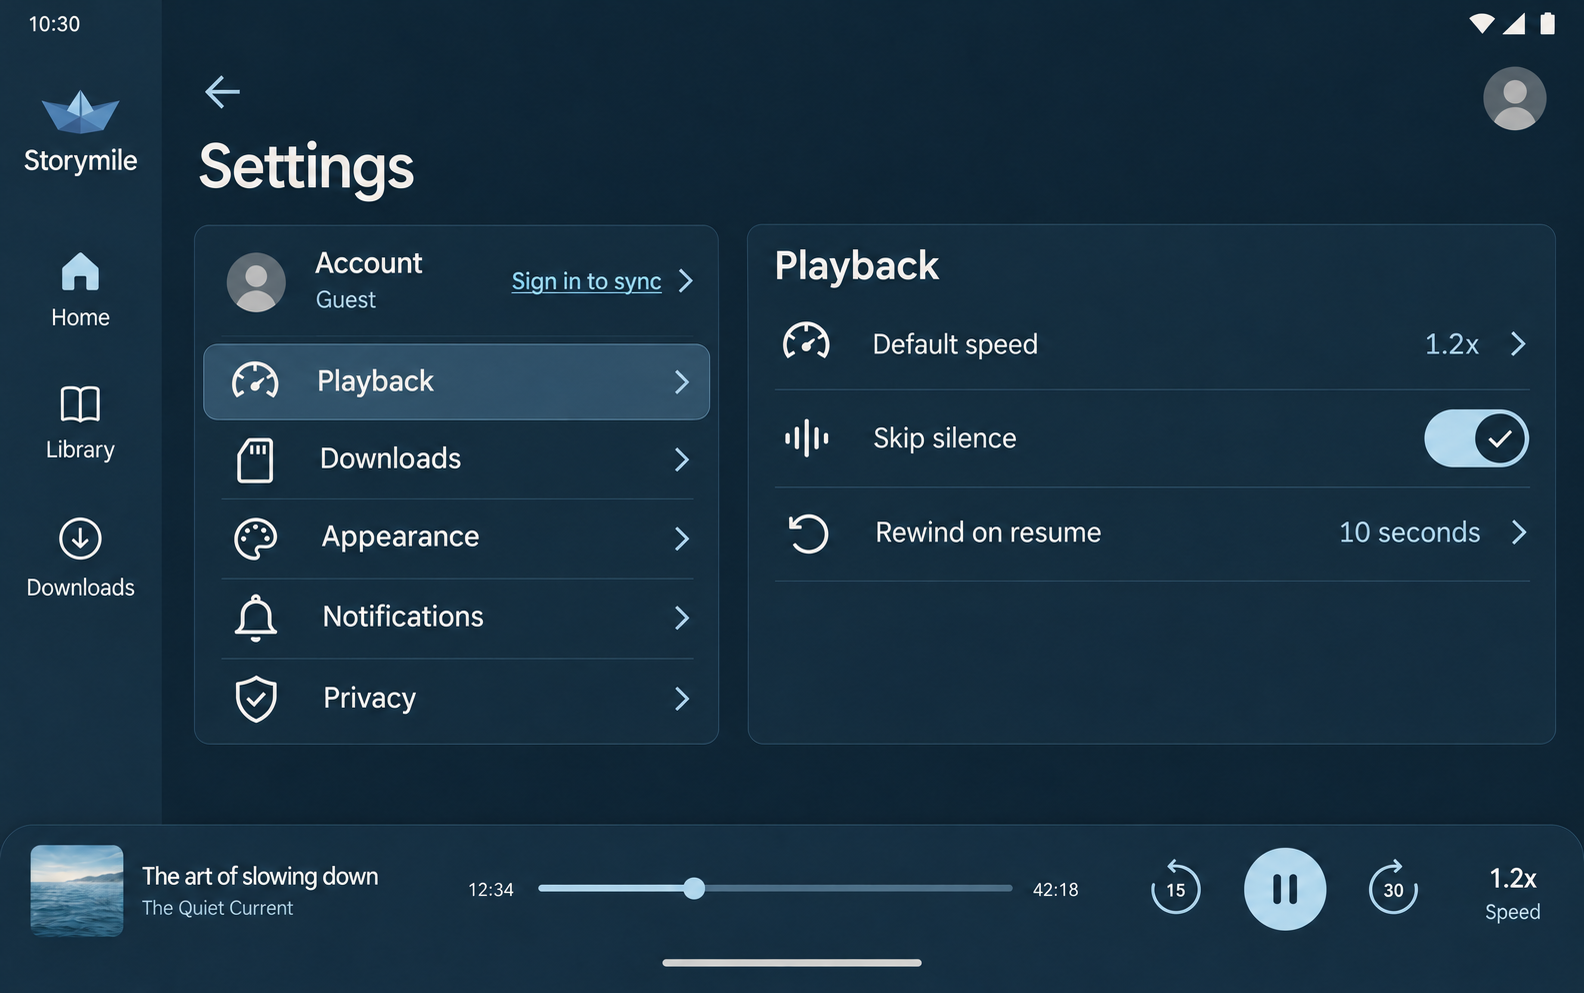 10:30
Storymile
Home
Library
Downloads
Settings
Account
Guest
Sign in to sync
Playback
Downloads
Appearance
Notifications
Privacy
Playback
Default speed
1.2x
Skip silence
Rewind on resume
10 seconds
The art of slowing down
The Quiet Current
12:34
42:18
15
30
1.2x
Speed